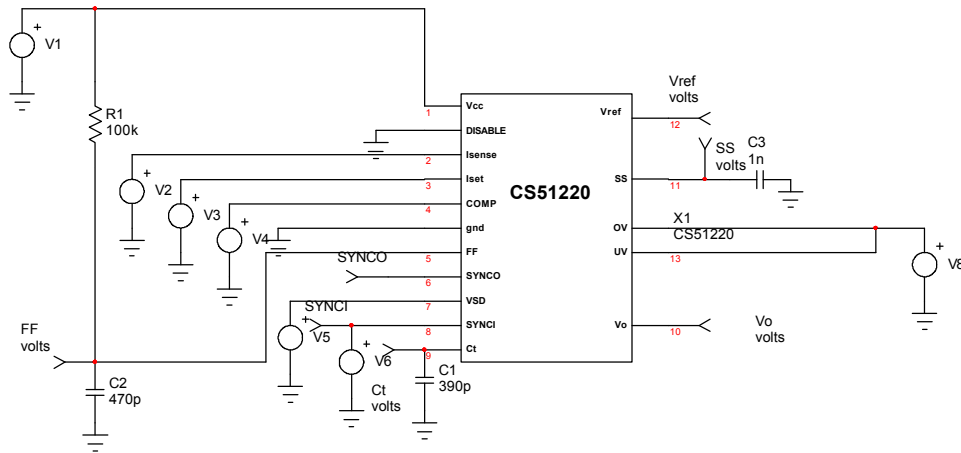 +
V1
R1
100k
1
Vcc
DISABLE
2
Isense
3
Iset
4
COMP
gnd
5
FF
6
SYNCO
7
VSD
8
SYNCI
9
Ct
CS51220
Vref
12
SS
11
OV
UV
13
Vo
10
Vref
volts
SS
volts
C3
1n
X1
CS51220
+
V8
Vo
volts
+
V2
+
V3
+
V4
SYNCO
SYNCI
+
V5
+
V6
Ct
volts
C1
390p
FF
volts
C2
470p